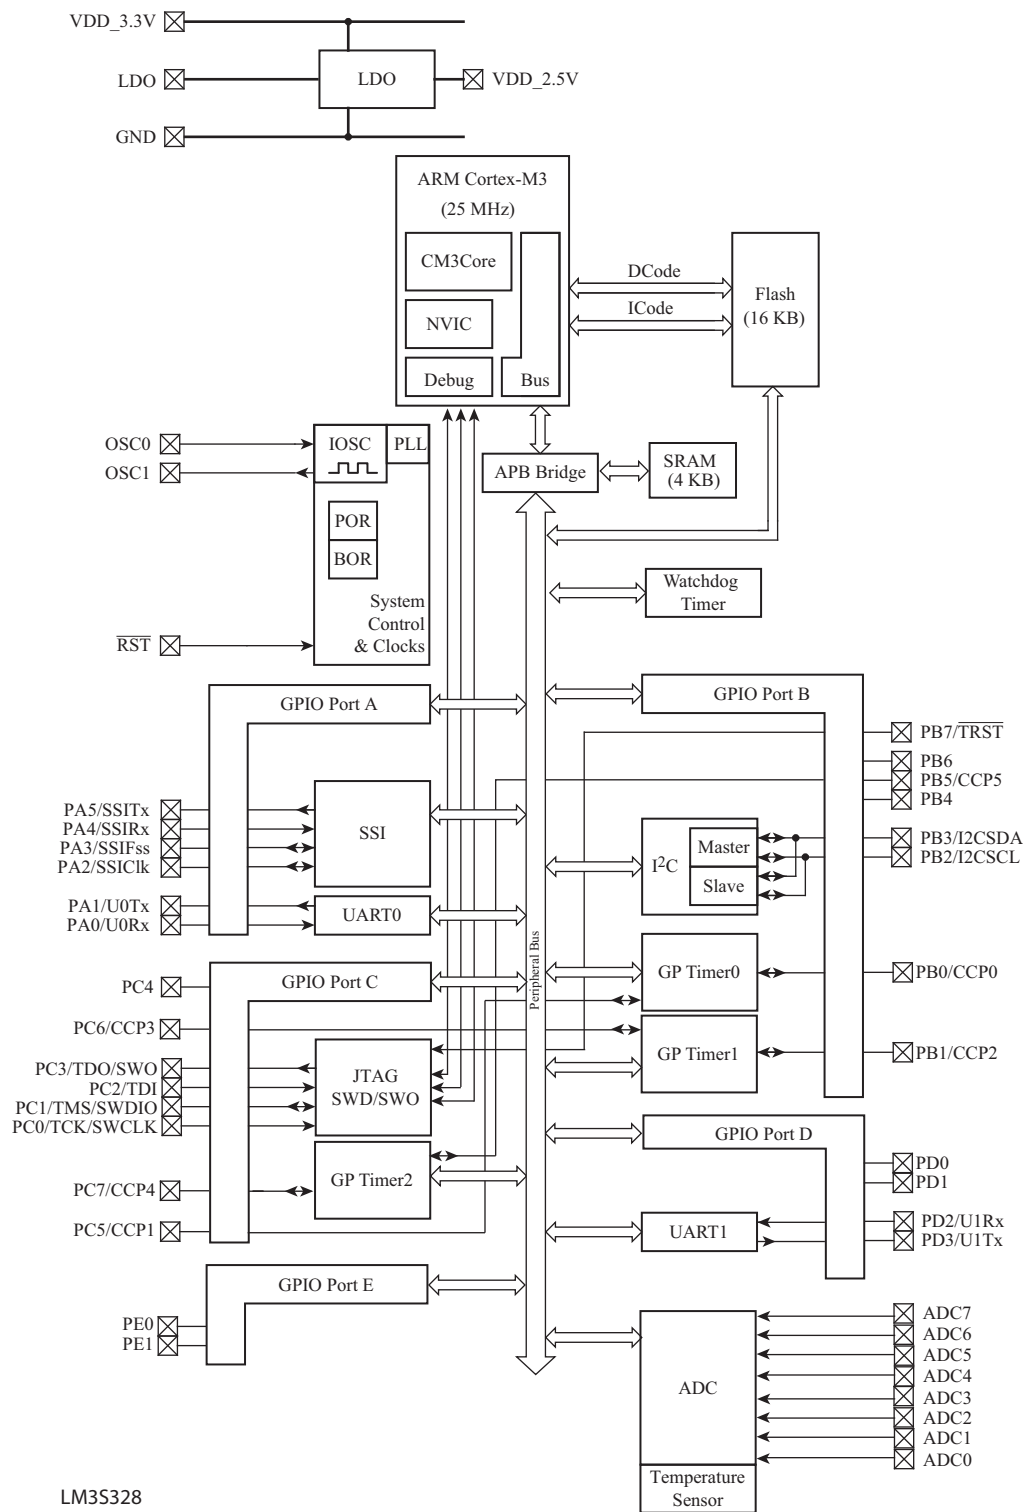 VDD_3.3V
LDO
LDO
VDD_2.5V
GND
ARM Cortex-M3
(25 MHz)
CM3Core
NVIC
Debug
Bus
DCode
ICode
Flash
(16 KB)
OSC0
OSC1
IOSC
PLL
POR
BOR
System
Control
& Clocks
RST
APB Bridge
SRAM
(4 KB)
Watchdog
Timer
Peripheral Bus
GPIO Port A
PA5/SSITx
PA4/SSIRx
PA3/SSIFss
PA2/SSIClk
SSI
PA1/U0Tx
PA0/U0Rx
UART0
GPIO Port B
PB7/TRST
PB6
PB5/CCP5
PB4
PB3/I2CSDA
PB2/I2CSCL
I2C
Master
Slave
GP Timer0
PB0/CCP0
GP Timer1
PB1/CCP2
GPIO Port C
PC4
PC6/CCP3
PC3/TDO/SWO
PC2/TDI
PC1/TMS/SWDIO
PC0/TCK/SWCLK
JTAG
SWD/SWO
PC7/CCP4
GP Timer2
PC5/CCP1
GPIO Port D
PD0
PD1
UART1
PD2/U1Rx
PD3/U1Tx
GPIO Port E
PE0
PE1
ADC
Temperature
Sensor
ADC7
ADC6
ADC5
ADC4
ADC3
ADC2
ADC1
ADC0
LM3S328